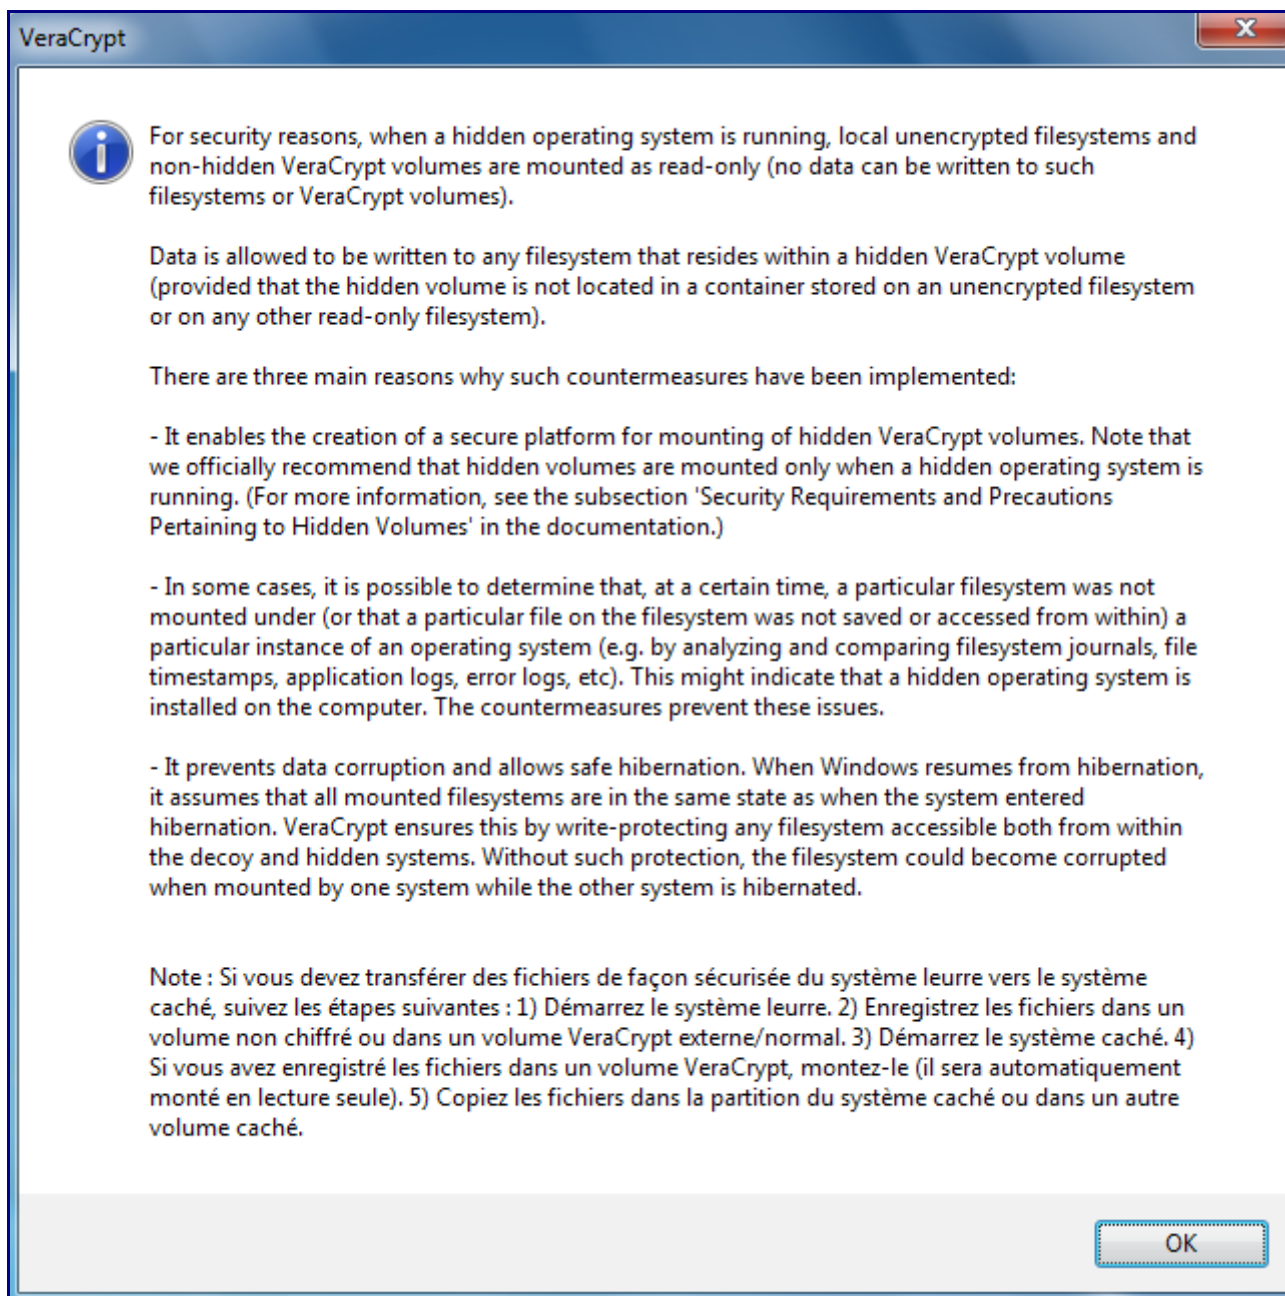 VeraCrypt
For security reasons, when a hidden operating system is running, local unencrypted filesystems and
non-hidden VeraCrypt volumes are mounted as read-only (no data can be written to such
filesystems or VeraCrypt volumes).
Data is allowed to be written to any filesystem that resides within a hidden VeraCrypt volume
(provided that the hidden volume is not located in a container stored on an unencrypted filesystem
or on any other read-only filesystem).
There are three main reasons why such countermeasures have been implemented:
- It enables the creation of a secure platform for mounting of hidden VeraCrypt volumes. Note that
we officially recommend that hidden volumes are mounted only when a hidden operating system is
running. (For more information, see the subsection 'Security Requirements and Precautions
Pertaining to Hidden Volumes' in the documentation.)
- In some cases, it is possible to determine that, at a certain time, a particular filesystem was not
mounted under (or that a particular file on the filesystem was not saved or accessed from within) a
particular instance of an operating system (e.g. by analyzing and comparing filesystem journals, file
timestamps, application logs, error logs, etc). This might indicate that a hidden operating system is
installed on the computer. The countermeasures prevent these issues.
- It prevents data corruption and allows safe hibernation. When Windows resumes from hibernation,
it assumes that all mounted filesystems are in the same state as when the system entered
hibernation. VeraCrypt ensures this by write-protecting any filesystem accessible both from within
the decoy and hidden systems. Without such protection, the filesystem could become corrupted
when mounted by one system while the other system is hibernated.
Note : Si vous devez transférer des fichiers de façon sécurisée du système leurre vers le système
caché, suivez les étapes suivantes : 1) Démarrez le système leurre. 2) Enregistrez les fichiers dans un
volume non chiffré ou dans un volume VeraCrypt externe/normal. 3) Démarrez le système caché. 4)
Si vous avez enregistré les fichiers dans un volume VeraCrypt, montez-le (il sera automatiquement
monté en lecture seule). 5) Copiez les fichiers dans la partition du système caché ou dans un autre
volume caché.
OK